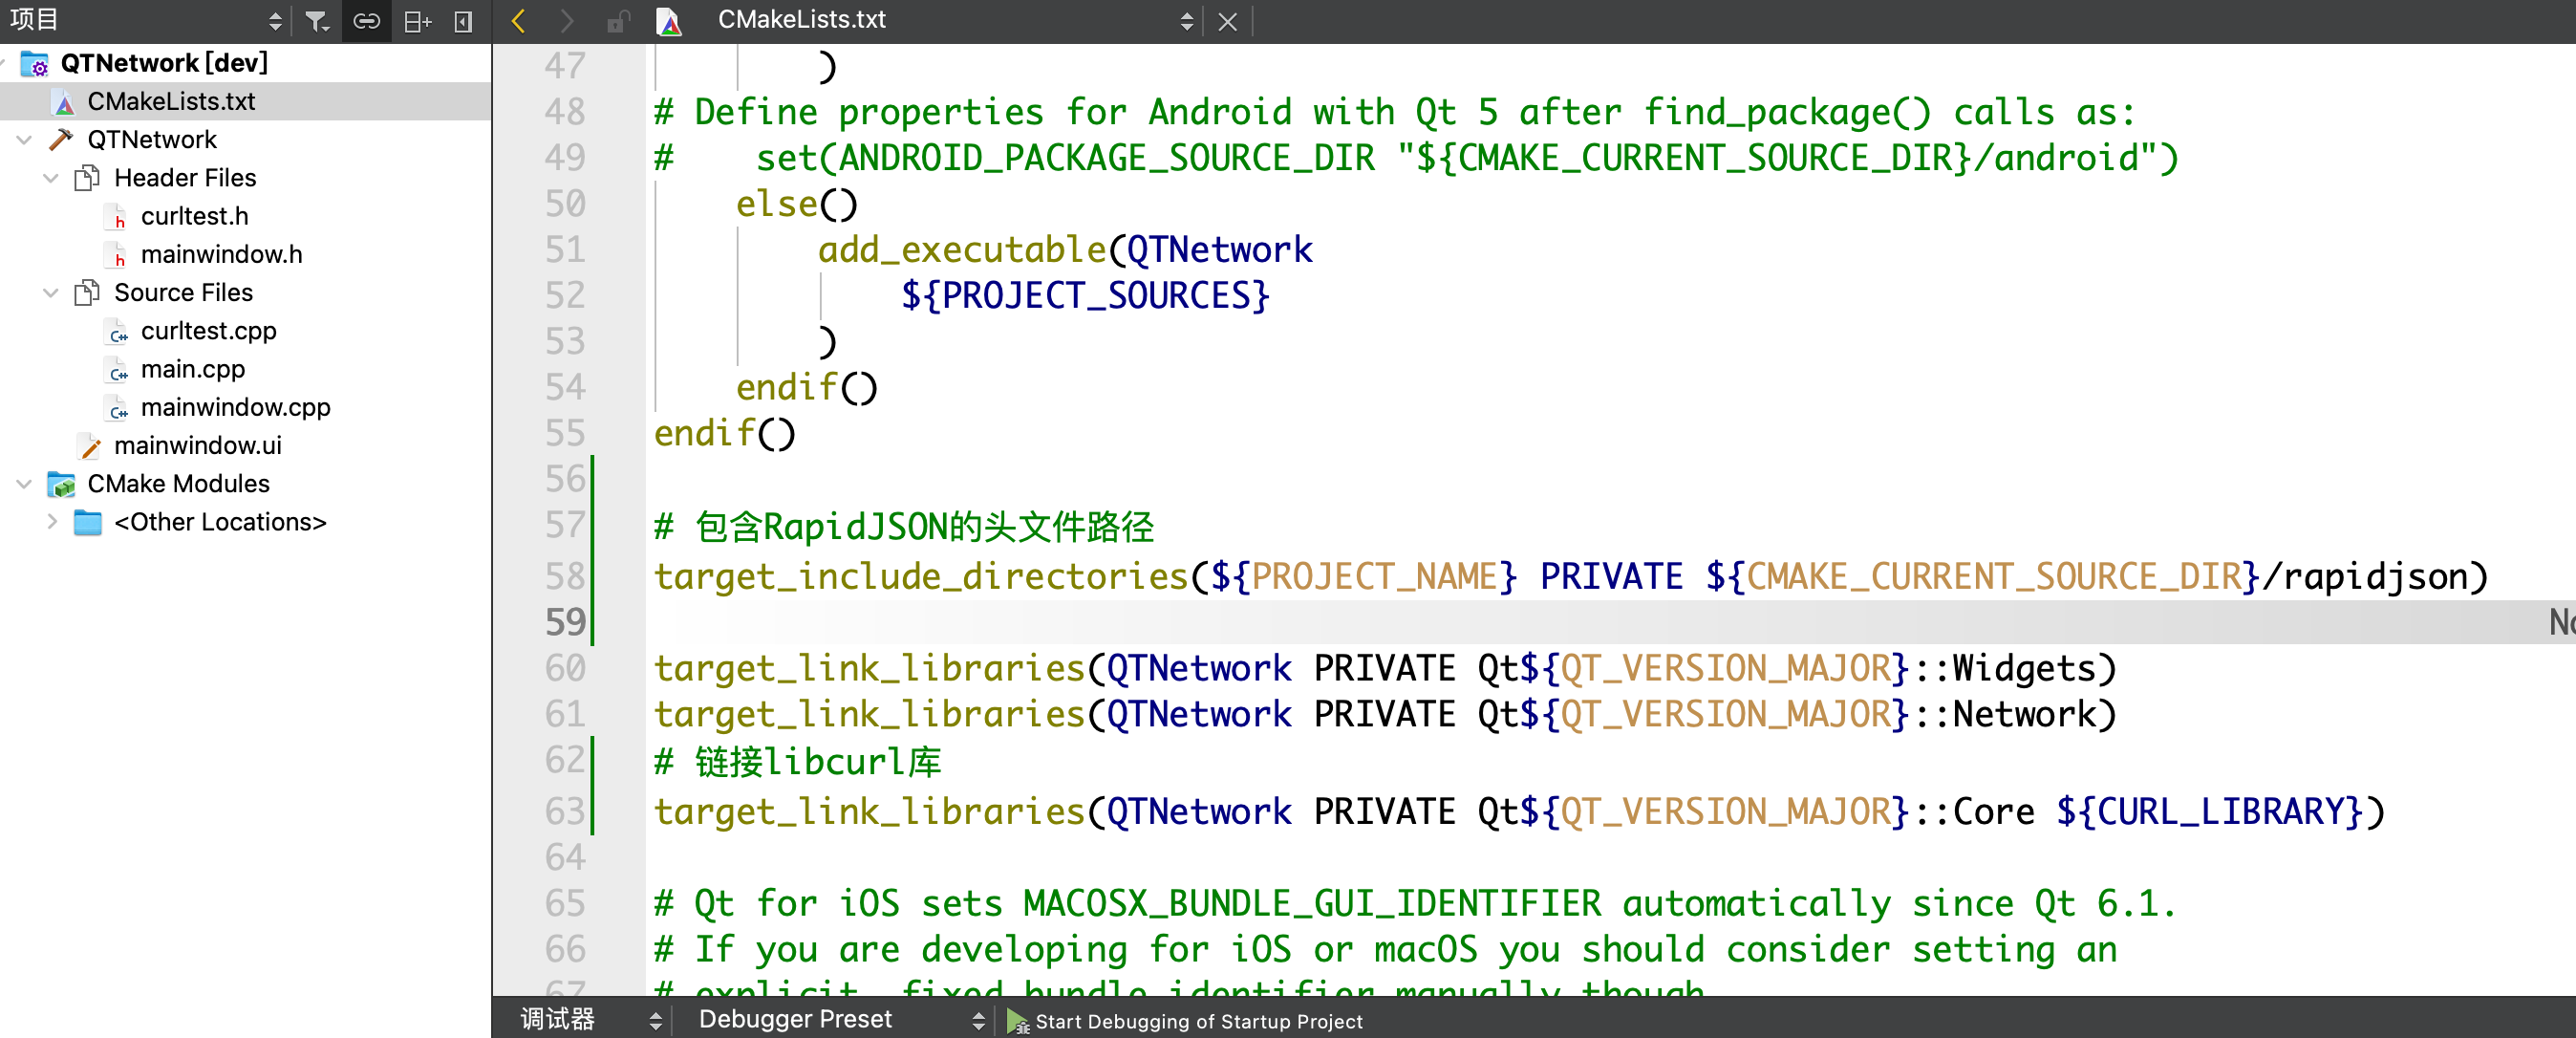 项目
CMakeLists.txt
QTNetwork [dev]
CMakeLists.txt
QTNetwork
Header Files
curltest.h
mainwindow.h
Source Files
curltest.cpp
main.cpp
mainwindow.cpp
mainwindow.ui
CMake Modules
<Other Locations>
47 )
48 # Define properties for Android with Qt 5 after find_package() calls as:
49 #    set(ANDROID_PACKAGE_SOURCE_DIR "${CMAKE_CURRENT_SOURCE_DIR}/android")
50 else()
51 add_executable(QTNetwork
52 ${PROJECT_SOURCES}
53 )
54 endif()
55 endif()
56
57 # 包含RapidJSON的头文件路径
58 target_include_directories(${PROJECT_NAME} PRIVATE ${CMAKE_CURRENT_SOURCE_DIR}/rapidjson)
59
60 target_link_libraries(QTNetwork PRIVATE Qt${QT_VERSION_MAJOR}::Widgets)
61 target_link_libraries(QTNetwork PRIVATE Qt${QT_VERSION_MAJOR}::Network)
62 # 链接libcurl库
63 target_link_libraries(QTNetwork PRIVATE Qt${QT_VERSION_MAJOR}::Core ${CURL_LIBRARY})
64
65 # Qt for iOS sets MACOSX_BUNDLE_GUI_IDENTIFIER automatically since Qt 6.1.
66 # If you are developing for iOS or macOS you should consider setting an
67 # explicit, fixed bundle identifier manually though.
调试器 Debugger Preset Start Debugging of Startup Project